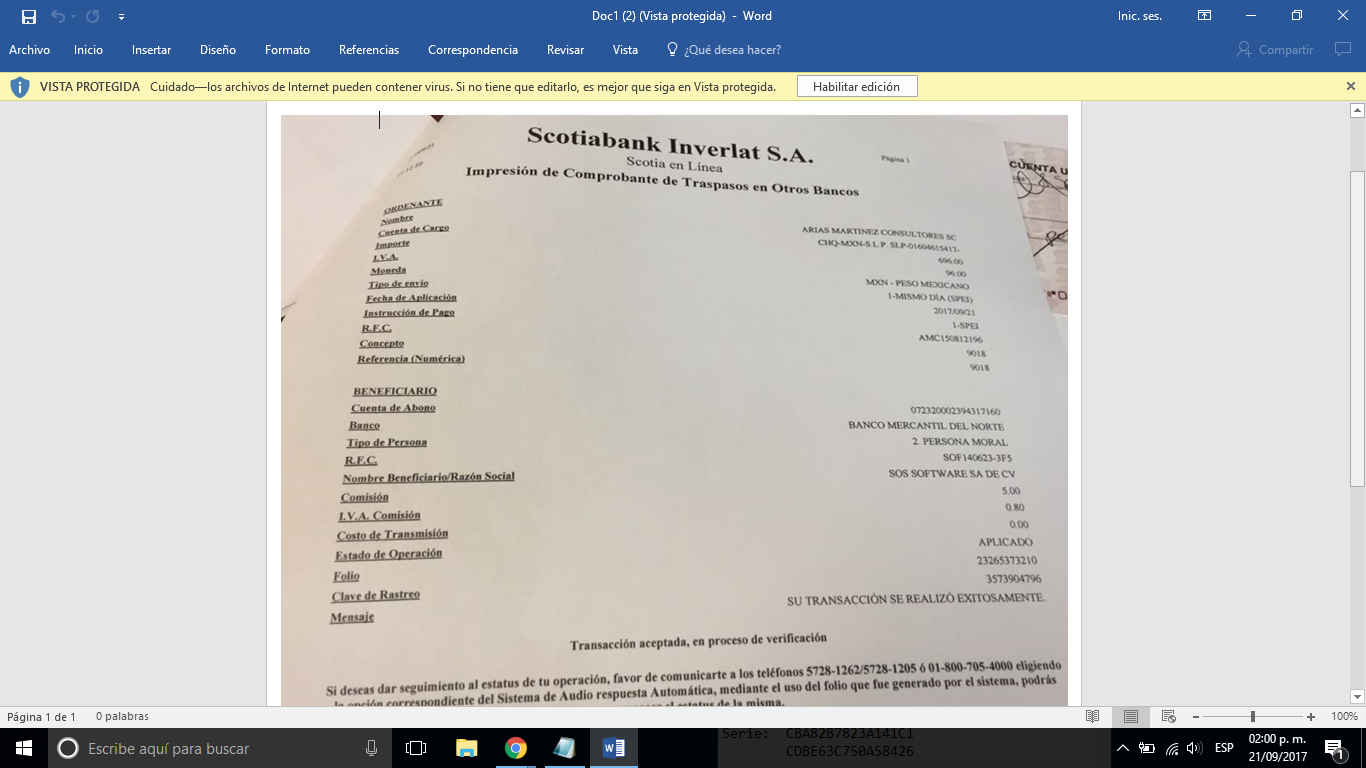 Doc1 (2) (Vista protegida) - Word
Inic. ses.
Archivo Inicio Insertar Diseño Formato Referencias Correspondencia Revisar Vista ¿Qué desea hacer? Compartir
VISTA PROTEGIDA Cuidado—los archivos de Internet pueden contener virus. Si no tiene que editarlo, es mejor que siga en Vista protegida. Habilitar edición
Scotiabank Inverlat S.A.
Página 1
Scotia en Línea
Impresión de Comprobante de Traspasos en Otros Bancos
CUENTA U
ORDENANTE
Nombre ARIAS MARTINEZ CONSULTORES SC
Cuenta de Cargo CHQ-MXN-S.L.P. SLP-01604615417-
Importe 696.00
I.V.A. 96.00
Moneda MXN - PESO MEXICANO
Tipo de envío 1-MISMO DÍA (SPEI)
Fecha de Aplicación 2017/09/21
Instrucción de Pago 1-SPEI
R.F.C. AMC150812196
Concepto 9018
Referencia (Numérica) 9018
BENEFICIARIO
Cuenta de Abono 072320002394317160
Banco BANCO MERCANTIL DEL NORTE
Tipo de Persona 2. PERSONA MORAL
R.F.C. SOF140623-3F5
Nombre Beneficiario/Razón Social SOS SOFTWARE SA DE CV
Comisión 5.00
I.V.A. Comisión 0.80
Costo de Transmisión 0.00
Estado de Operación APLICADO
Folio 23265373210
Clave de Rastreo 3573904796
Mensaje SU TRANSACCIÓN SE REALIZÓ EXITOSAMENTE.
Transacción aceptada, en proceso de verificación
Si deseas dar seguimiento al estatus de tu operación, favor de comunicarte a los teléfonos 5728-1262/5728-1205 ó 01-800-705-4000 eligiendo
la opción correspondiente del Sistema de Audio respuesta Automática, mediante el uso del folio que fue generado por el sistema, podrás
el estatus de la misma.
Página 1 de 1 0 palabras 100%
Serie: CBA82B7823A141C1
CDBE63C750A58426
Escribe aquí para buscar
ESP
02:00 p. m.
21/09/2017
1